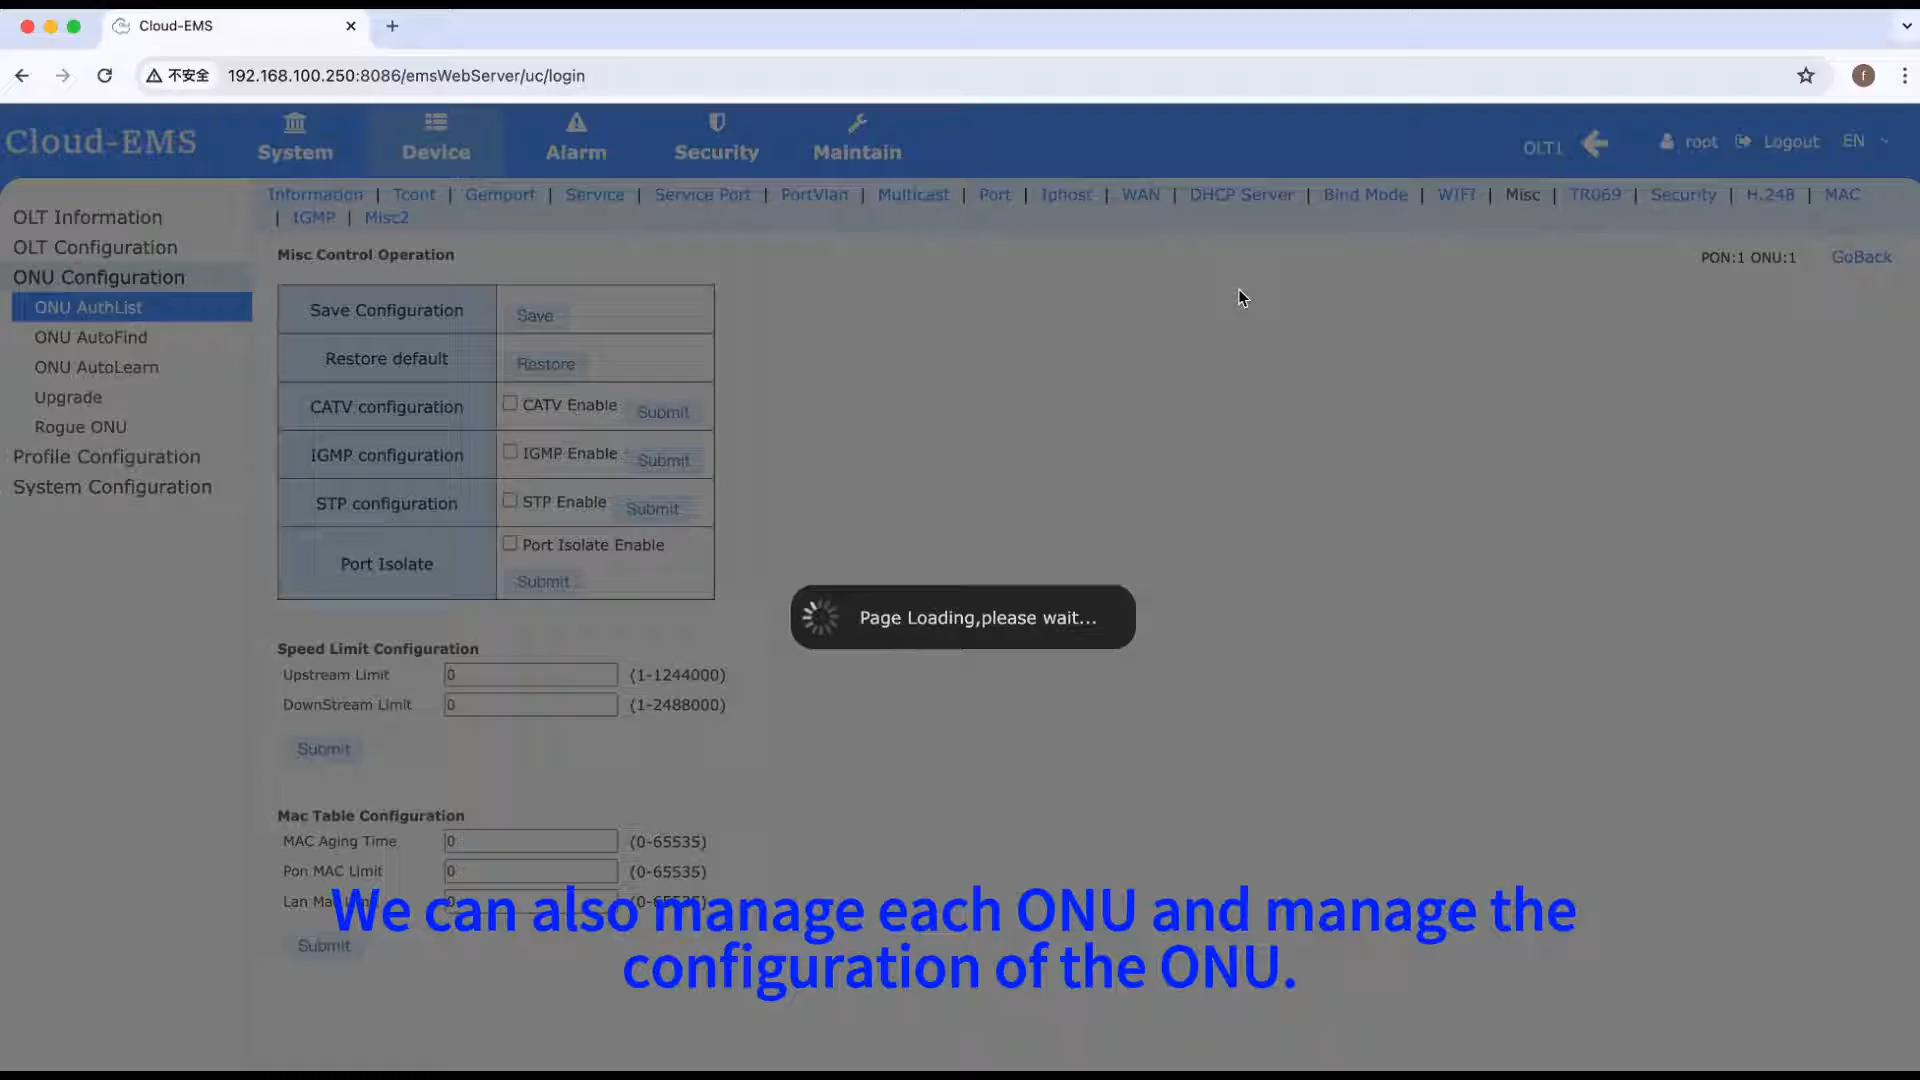 Cloud-EMS
不安全 192.168.100.250:8086/emsWebServer/uc/login
f
Cloud-EMS System Device Alarm Security Maintain OLT1 root Logout EN
Information | Tcont | Gemport | Service | Service Port | PortVlan | Multicast | Port | Iphost | WAN | DHCP Server | Bind Mode | WIFI | Misc | TR069 | Security | H.248 | MAC
| IGMP | Misc2
OLT Information
OLT Configuration
ONU Configuration
ONU AuthList
ONU AutoFind
ONU AutoLearn
Upgrade
Rogue ONU
Profile Configuration
System Configuration
Misc Control Operation
PON:1 ONU:1 GoBack
Save Configuration Save
Restore default Restore
CATV configuration CATV Enable Submit
IGMP configuration IGMP Enable Submit
STP configuration STP Enable Submit
Port Isolate Port Isolate Enable
Submit
Page Loading,please wait...
Speed Limit Configuration
Upstream Limit 0 (1-1244000)
DownStream Limit 0 (1-2488000)
Submit
Mac Table Configuration
MAC Aging Time 0 (0-65535)
Pon MAC Limit 0 (0-65535)
Lan Mac Limit 0 (0-65535)
Submit
We can also manage each ONU and manage the
configuration of the ONU.